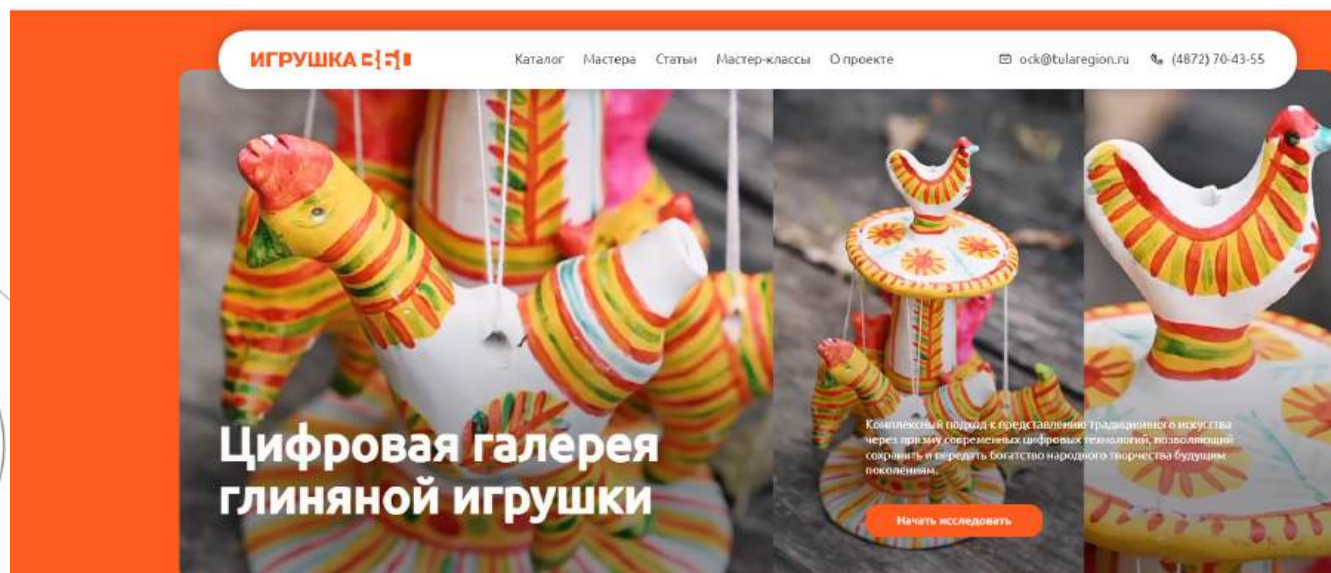 ИГРУШКА
Каталог Мастера Статьи Мастер-классы О проекте
ock@tularegion.ru (4872) 70-43-55
Цифровая галерея
глиняной игрушки
Комплексный подход к представлению традиционного искусства
через призму современных цифровых технологий, позволяющий
сохранить и передать богатство народного творчества будущим
поколениям.
Начать исследовать